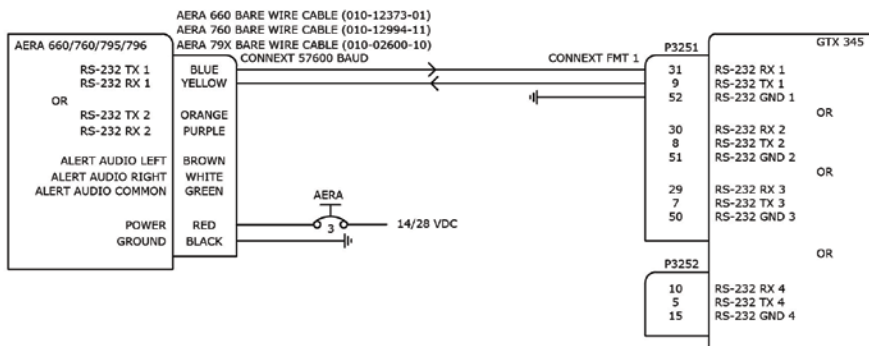 AERA 660 BARE WIRE CABLE (010-12373-01)
AERA 760 BARE WIRE CABLE (010-12994-11)
AERA 79X BARE WIRE CABLE (010-02600-10)
AERA 660/760/795/796
CONNEXT 57600 BAUD
CONNEXT FMT 1
P3251
GTX 345
RS-232 TX 1 BLUE
RS-232 RX 1 YELLOW
OR
RS-232 TX 2 ORANGE
RS-232 RX 2 PURPLE
ALERT AUDIO LEFT BROWN
ALERT AUDIO RIGHT WHITE
ALERT AUDIO COMMON GREEN
POWER RED
GROUND BLACK
AERA
3
14/28 VDC
31 RS-232 RX 1
9 RS-232 TX 1
52 RS-232 GND 1
OR
30 RS-232 RX 2
8 RS-232 TX 2
51 RS-232 GND 2
OR
29 RS-232 RX 3
7 RS-232 TX 3
50 RS-232 GND 3
OR
P3252
10 RS-232 RX 4
5 RS-232 TX 4
15 RS-232 GND 4